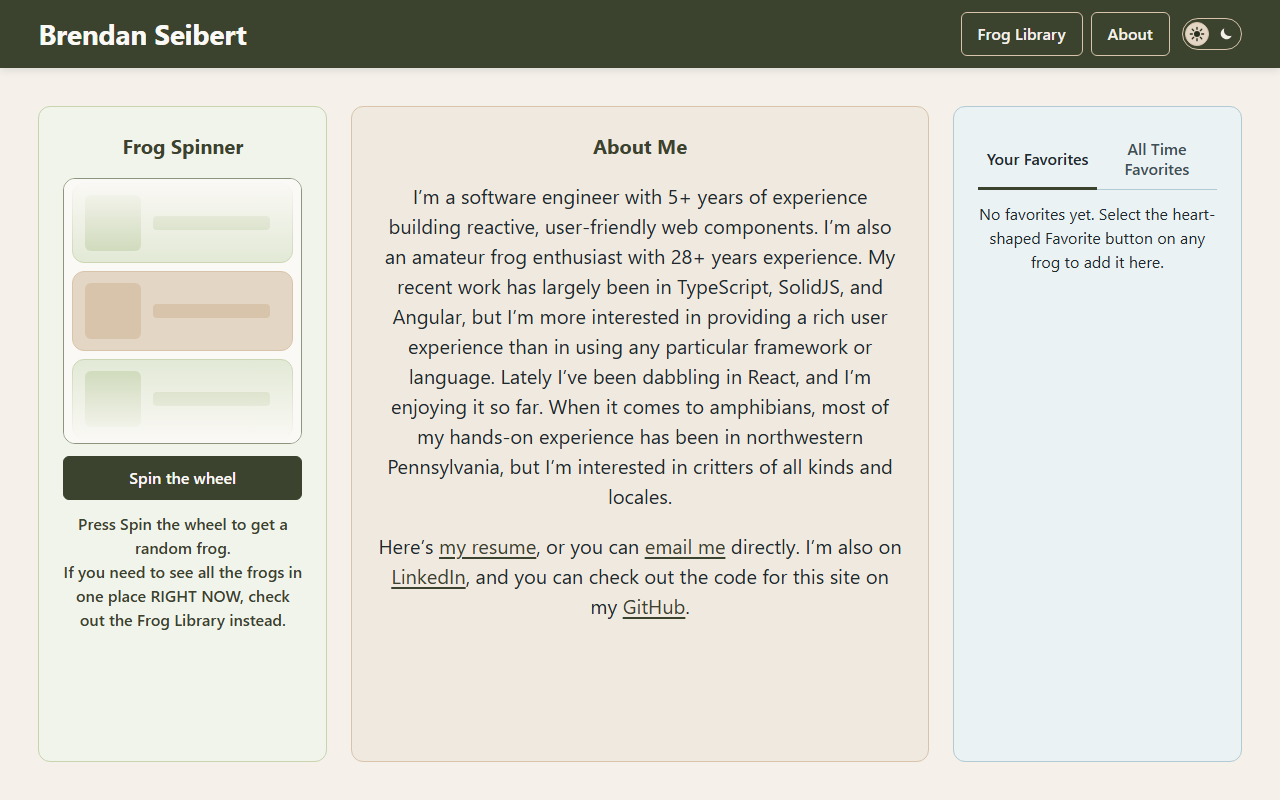 Brendan Seibert
Frog Library
About
Frog Spinner
Spin the wheel
Press Spin the wheel to get a
random frog.
If you need to see all the frogs in
one place RIGHT NOW, check
out the Frog Library instead.
About Me
I’m a software engineer with 5+ years of experience
building reactive, user-friendly web components. I’m also
an amateur frog enthusiast with 28+ years experience. My
recent work has largely been in TypeScript, SolidJS, and
Angular, but I’m more interested in providing a rich user
experience than in using any particular framework or
language. Lately I’ve been dabbling in React, and I’m
enjoying it so far. When it comes to amphibians, most of
my hands-on experience has been in northwestern
Pennsylvania, but I’m interested in critters of all kinds and
locales.
Here’s my resume, or you can email me directly. I’m also on
LinkedIn, and you can check out the code for this site on
my GitHub.
Your Favorites
All Time
Favorites
No favorites yet. Select the heart-
shaped Favorite button on any
frog to add it here.